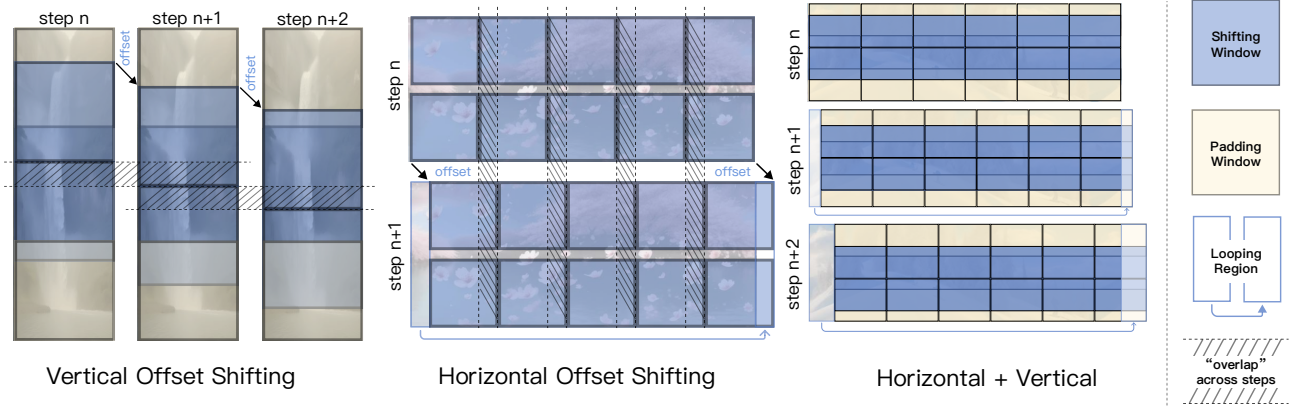 step n
step n+1
step n+2
offset
offset
Vertical Offset Shifting
step n
offset
offset
step n+1
Horizontal Offset Shifting
step n
step n+1
step n+2
Horizontal + Vertical
Shifting
Window
Padding
Window
Looping
Region
“overlap”
across steps